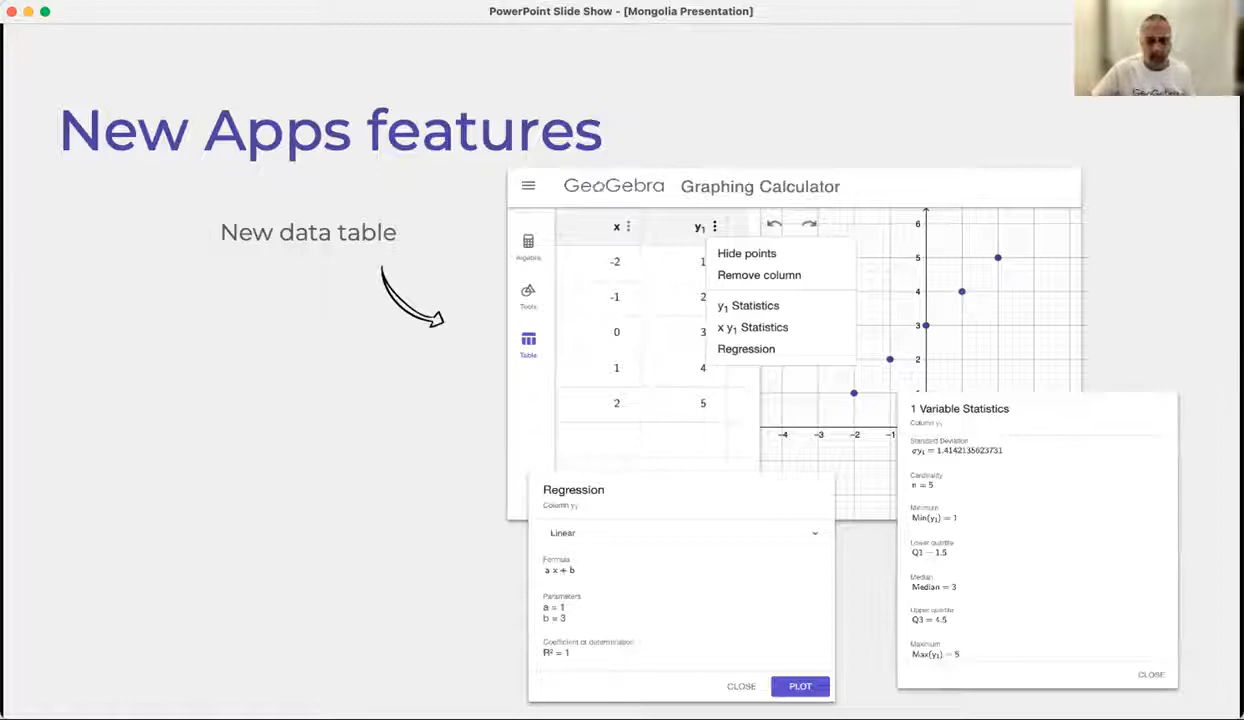 PowerPoint Slide Show - [Mongolia Presentation]
GeoGebra
New Apps features
New data table
GeoGebra Graphing Calculator
Algebra
Tools
Table
x y₁
-2 1
-1 2
0 3
1 4
2 5
Hide points
Remove column
y₁ Statistics
x y₁ Statistics
Regression
6
5
4
3
2
-4 -3 -2 -1
Regression
Column y₁
Linear
Formula
a x + b
Parameters
a = 1
b = 3
Coefficient of determination
R² = 1
CLOSE PLOT
1 Variable Statistics
Column y₁
Standard Deviation
σy₁ = 1.4142135623731
Cardinality
n = 5
Minimum
Min(y₁) = 1
Lower quartile
Q1 = 1.5
Median
Median = 3
Upper quartile
Q3 = 4.5
Maximum
Max(y₁) = 5
CLOSE